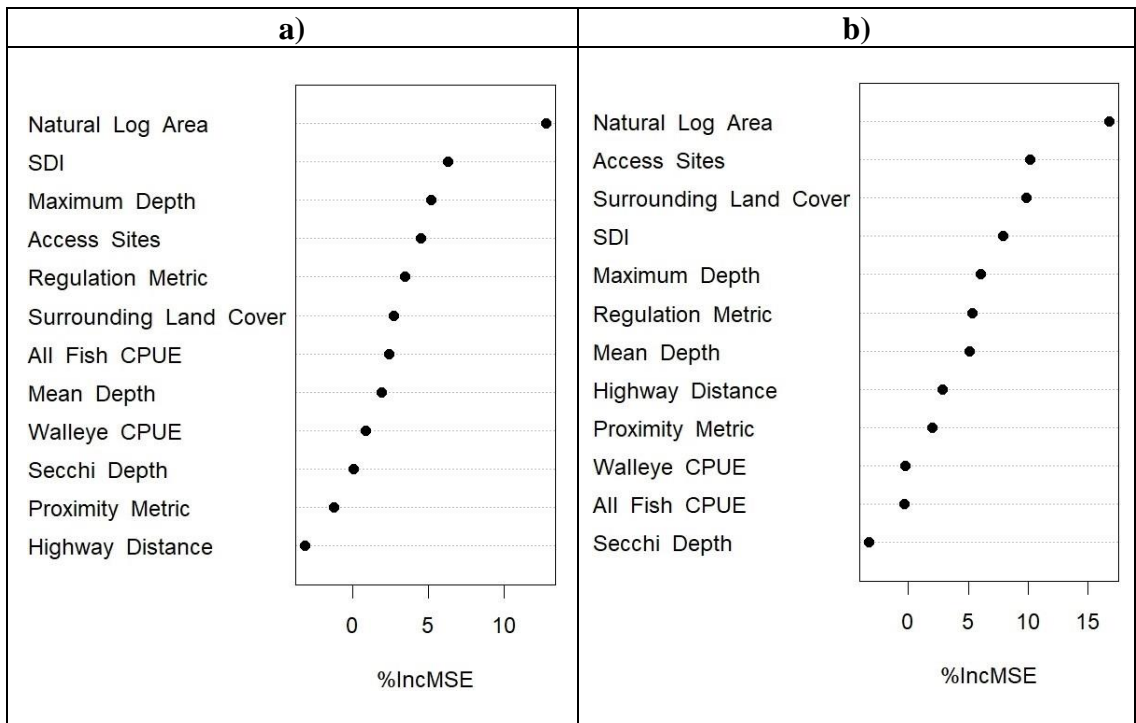 a)
Natural Log Area
SDI
Maximum Depth
Access Sites
Regulation Metric
Surrounding Land Cover
All Fish CPUE
Mean Depth
Walleye CPUE
Secchi Depth
Proximity Metric
Highway Distance
0 5 10
%IncMSE
b)
Natural Log Area
Access Sites
Surrounding Land Cover
SDI
Maximum Depth
Regulation Metric
Mean Depth
Highway Distance
Proximity Metric
Walleye CPUE
All Fish CPUE
Secchi Depth
0 5 10 15
%IncMSE